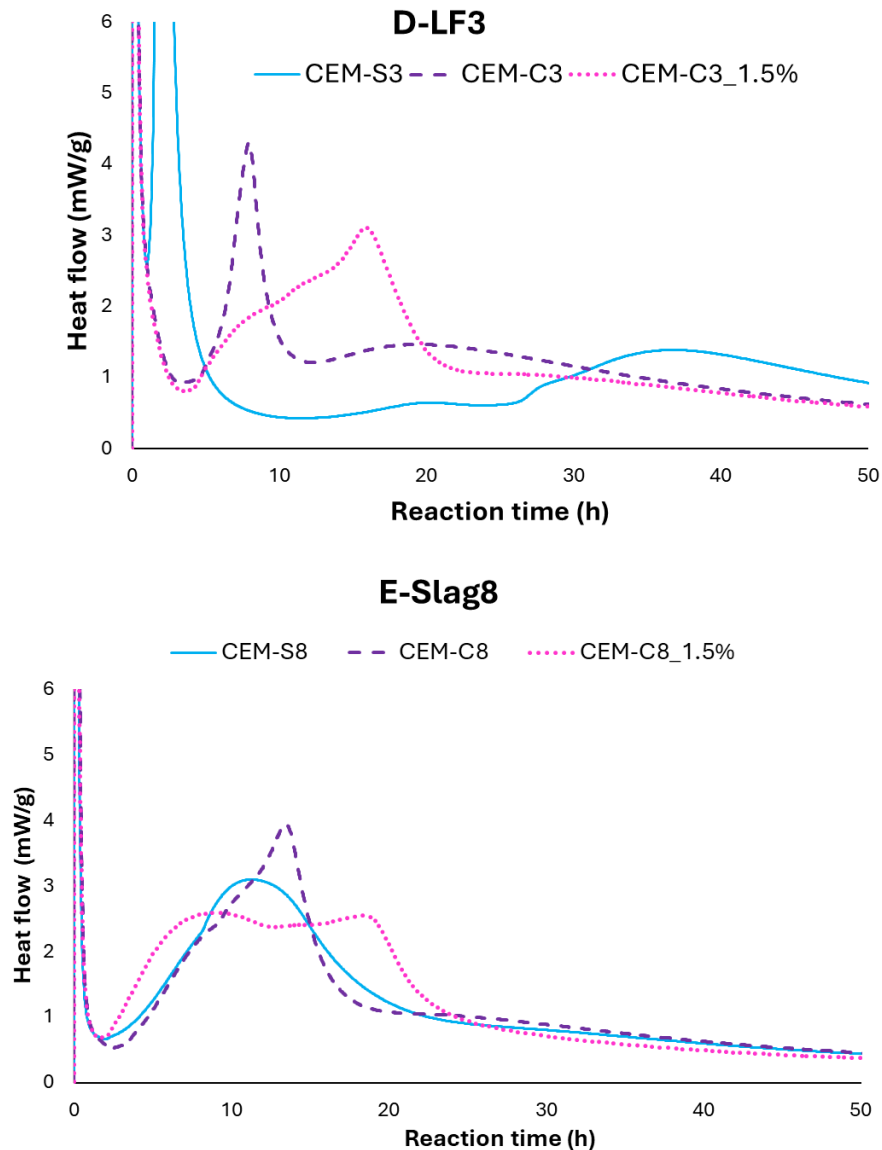 D-LF3
CEM-S3 CEM-C3 CEM-C3_1.5%
Heat flow (mW/g)
6
5
4
3
2
1
0
0 10 20 30 40 50
Reaction time (h)
E-Slag8
CEM-S8 CEM-C8 CEM-C8_1.5%
Heat flow (mW/g)
6
5
4
3
2
1
0
0 10 20 30 40 50
Reaction time (h)